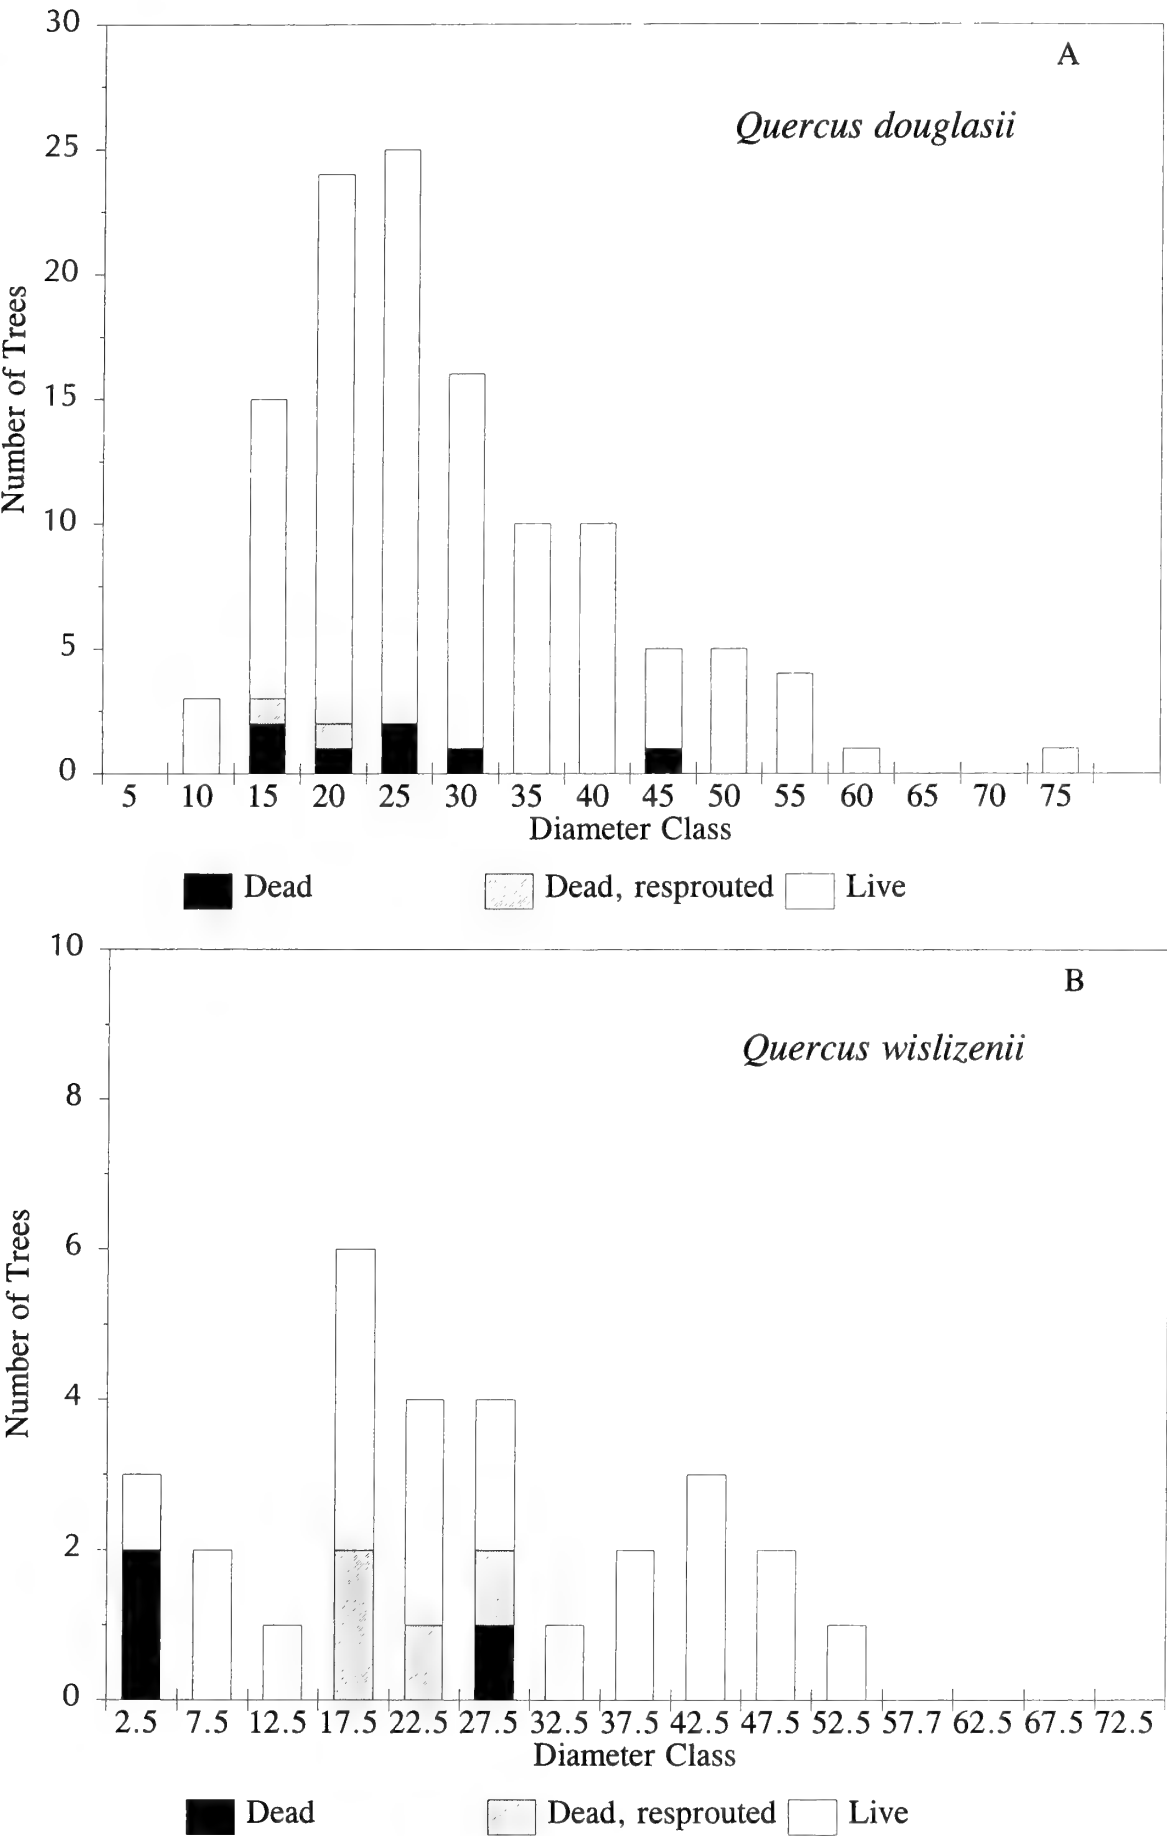 30
A
Quercus douglasii
25
20
15
10
5
0
Number of Trees
5 10 15 20 25 30 35 40 45 50 55 60 65 70 75
Diameter Class
Dead Dead, resprouted Live
10
B
Quercus wislizenii
8
6
4
2
0
Number of Trees
2.5 7.5 12.5 17.5 22.5 27.5 32.5 37.5 42.5 47.5 52.5 57.7 62.5 67.5 72.5
Diameter Class
Dead Dead, resprouted Live